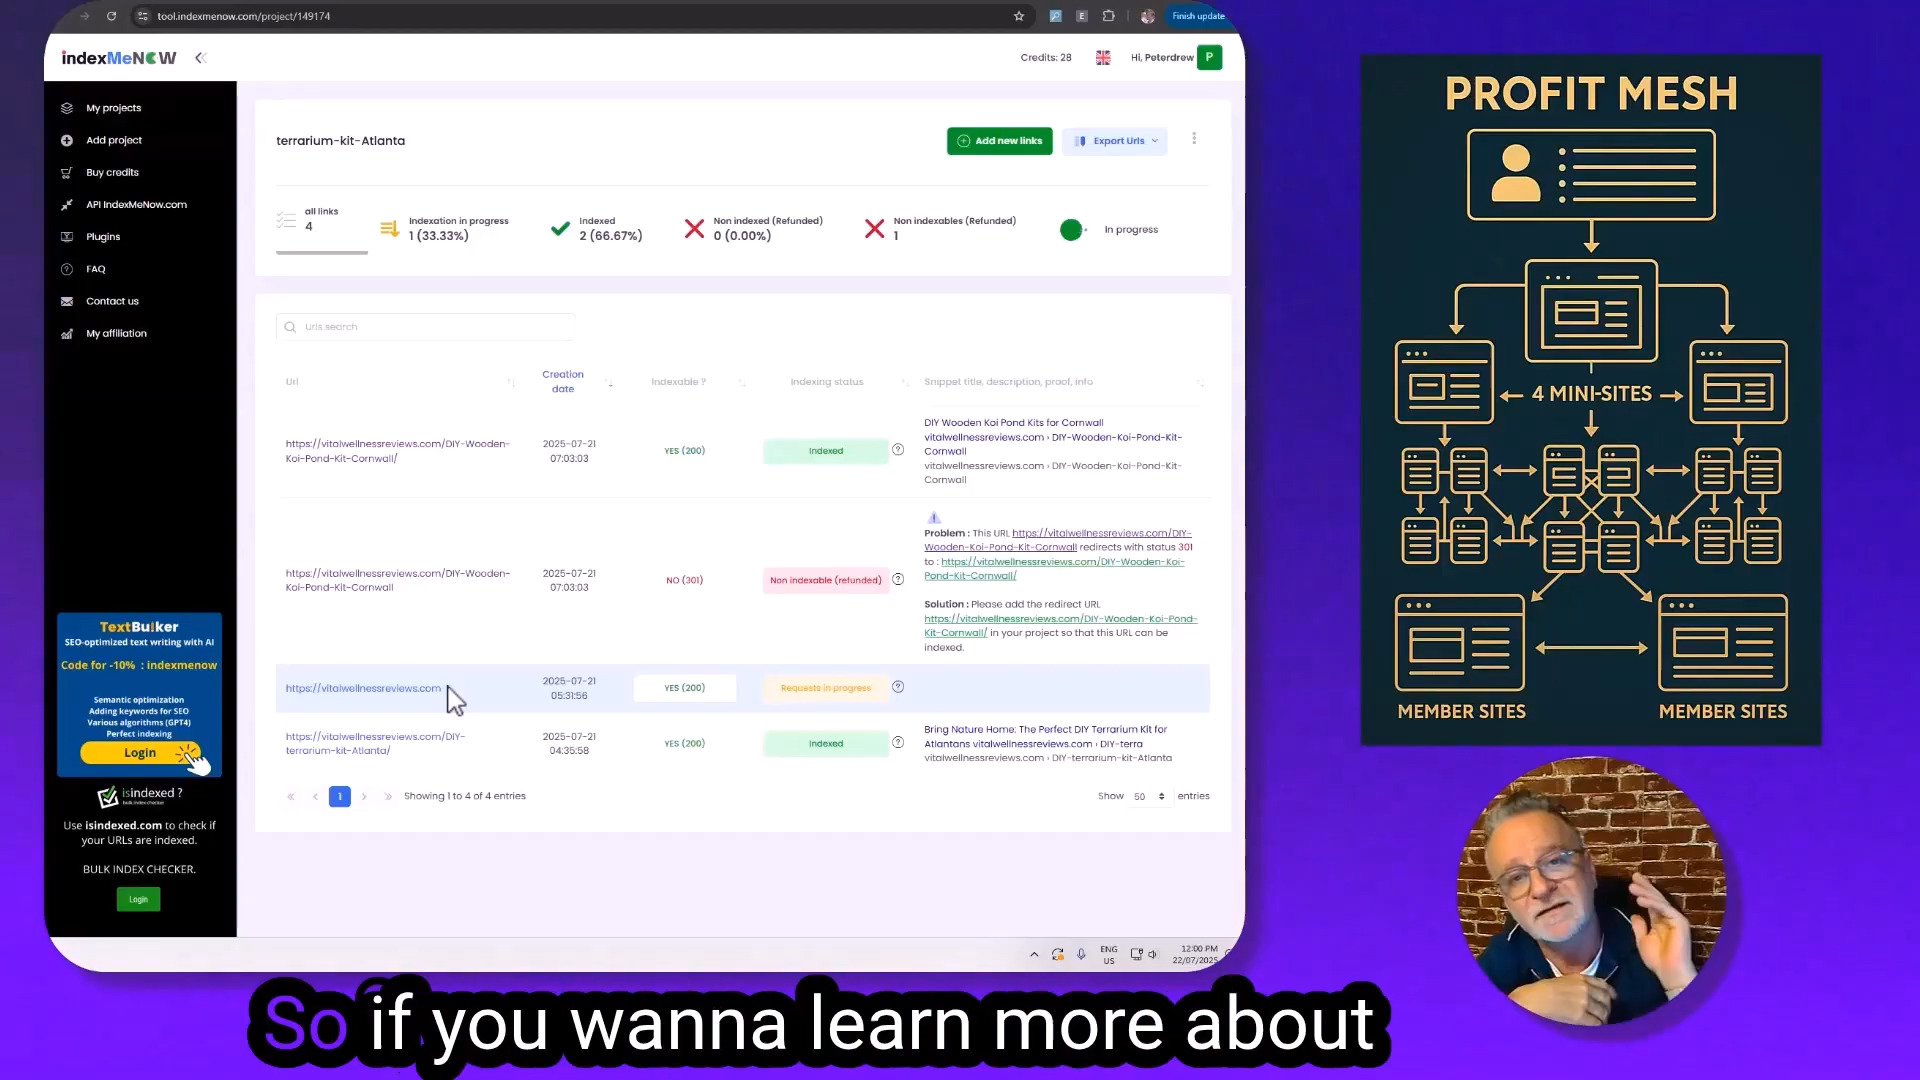 tool.indexmenow.com/project/149174
Finish update
indexMeNOW
Credits: 28
Hi, Peterdrew
P
My projects
Add project
Buy credits
API IndexMeNow.com
Plugins
FAQ
Contact us
My affiliation
TextBulker
SEO-optimized text writing with AI
Code for -10% : indexmenow
Semantic optimization
Adding keywords for SEO
Various algorithms (GPT4)
Perfect indexing
Login
isindexed ?
bulk index checker
Use isindexed.com to check if
your URLs are indexed.
BULK INDEX CHECKER.
Login
terrarium-kit-Atlanta
Add new links
Export Urls
all links
4
Indexation in progress
1 (33.33%)
Indexed
2 (66.67%)
Non indexed (Refunded)
0 (0.00%)
Non indexables (Refunded)
1
In progress
Urls search
Url
Creation
date
Indexable ?
Indexing status
Snippet title, description, proof, info
https://vitalwellnessreviews.com/DIY-Wooden-
Koi-Pond-Kit-Cornwall/
2025-07-21
07:03:03
YES (200)
Indexed
DIY Wooden Koi Pond Kits for Cornwall
vitalwellnessreviews.com › DIY-Wooden-Koi-Pond-Kit-
Cornwall
vitalwellnessreviews.com › DIY-Wooden-Koi-Pond-Kit-
Cornwall
https://vitalwellnessreviews.com/DIY-Wooden-
Koi-Pond-Kit-Cornwall
2025-07-21
07:03:03
NO (301)
Non indexable (refunded)
Problem : This URL https://vitalwellnessreviews.com/DIY-
Wooden-Koi-Pond-Kit-Cornwall redirects with status 301
to : https://vitalwellnessreviews.com/DIY-Wooden-Koi-
Pond-Kit-Cornwall/
Solution : Please add the redirect URL
https://vitalwellnessreviews.com/DIY-Wooden-Koi-Pond-
Kit-Cornwall/ in your project so that this URL can be
indexed.
https://vitalwellnessreviews.com
2025-07-21
05:31:56
YES (200)
Requests in progress
https://vitalwellnessreviews.com/DIY-
terrarium-kit-Atlanta/
2025-07-21
04:35:58
YES (200)
Indexed
Bring Nature Home: The Perfect DIY Terrarium Kit for
Atlantans vitalwellnessreviews.com › DIY-terra
vitalwellnessreviews.com › DIY-terrarium-kit-Atlanta
« ‹ 1 › » Showing 1 to 4 of 4 entries
Show 50 entries
ENG
US
12:00 PM
22/07/2025
PROFIT MESH
4 MINI-SITES
MEMBER SITES
MEMBER SITES
So if you wanna learn more about